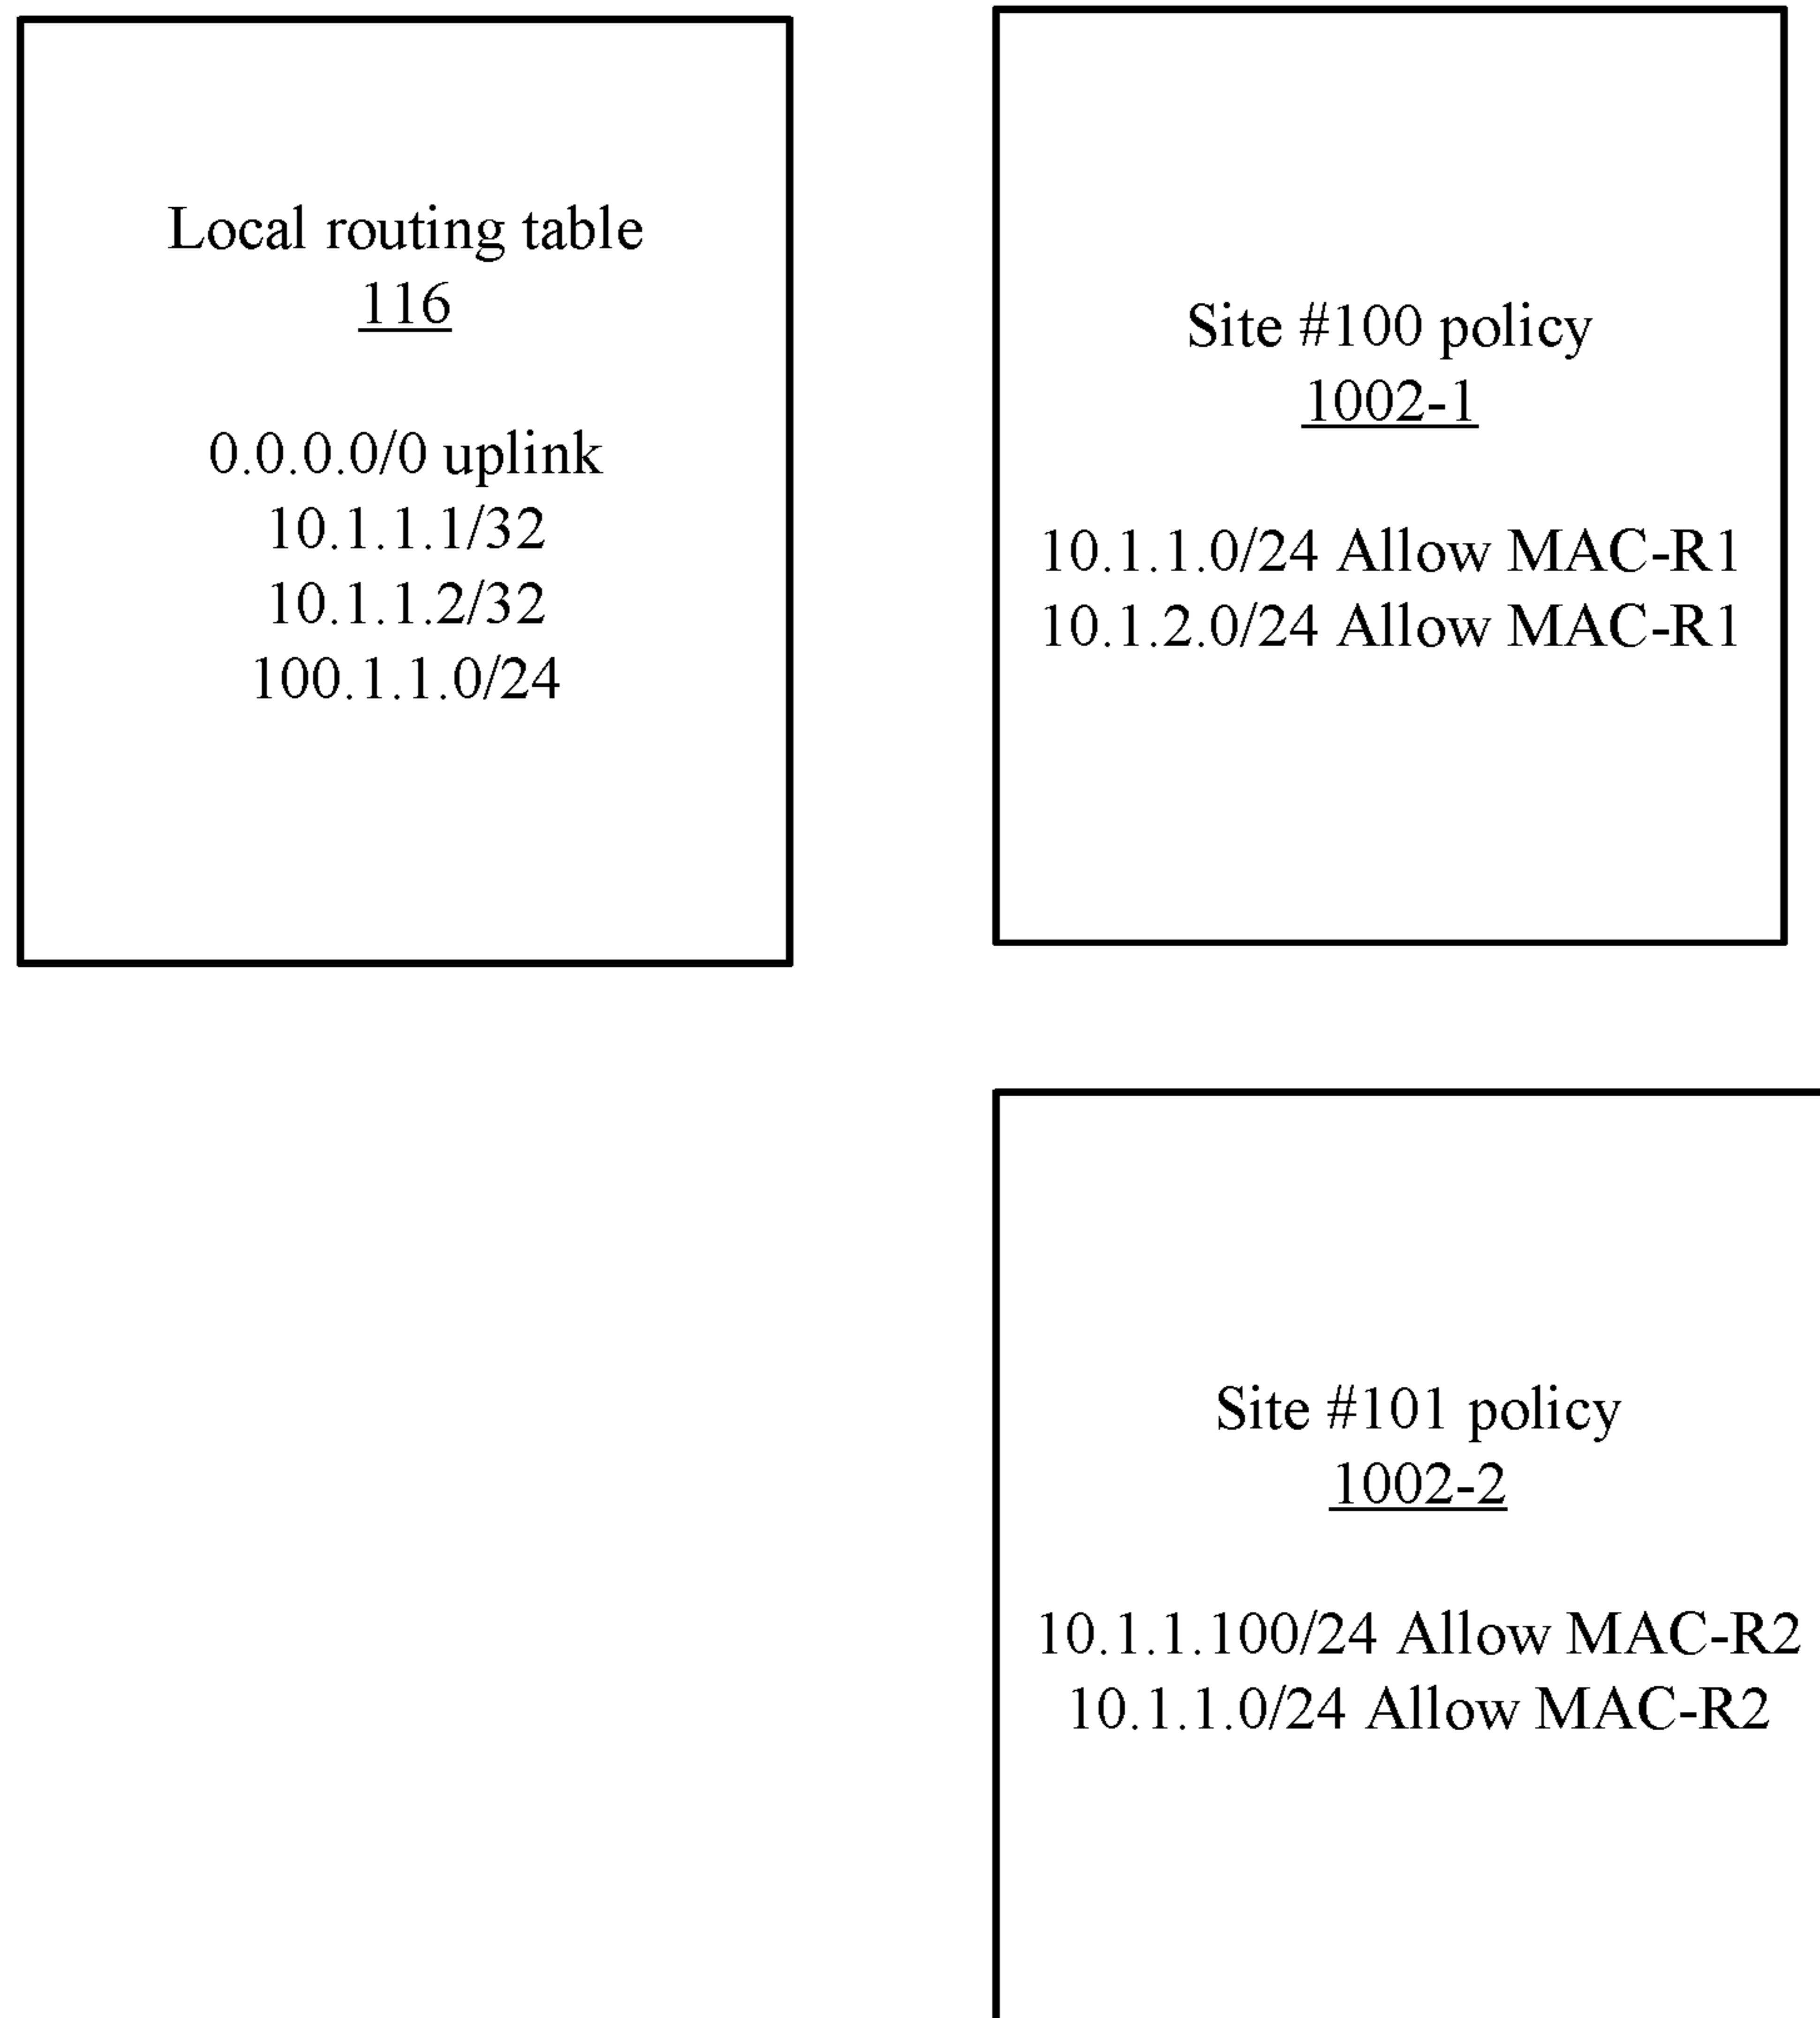 Local routing table
116
0.0.0.0/0 uplink
10.1.1.1/32
10.1.1.2/32
100.1.1.0/24
Site #100 policy
1002-1
10.1.1.0/24 Allow MAC-R1
10.1.2.0/24 Allow MAC-R1
Site #101 policy
1002-2
10.1.1.100/24 Allow MAC-R2
10.1.1.0/24 Allow MAC-R2